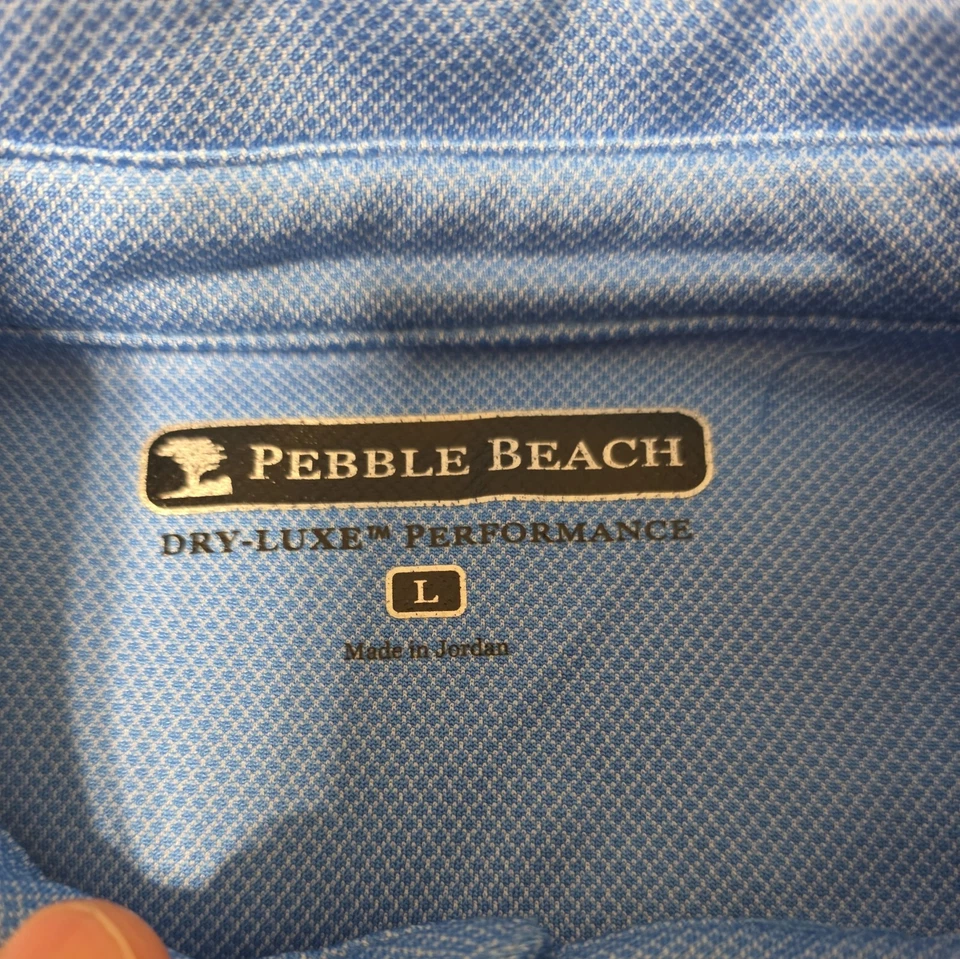 PEBBLE BEACH
DRY-LUXE™ PERFORMANCE
L
Made in Jordan